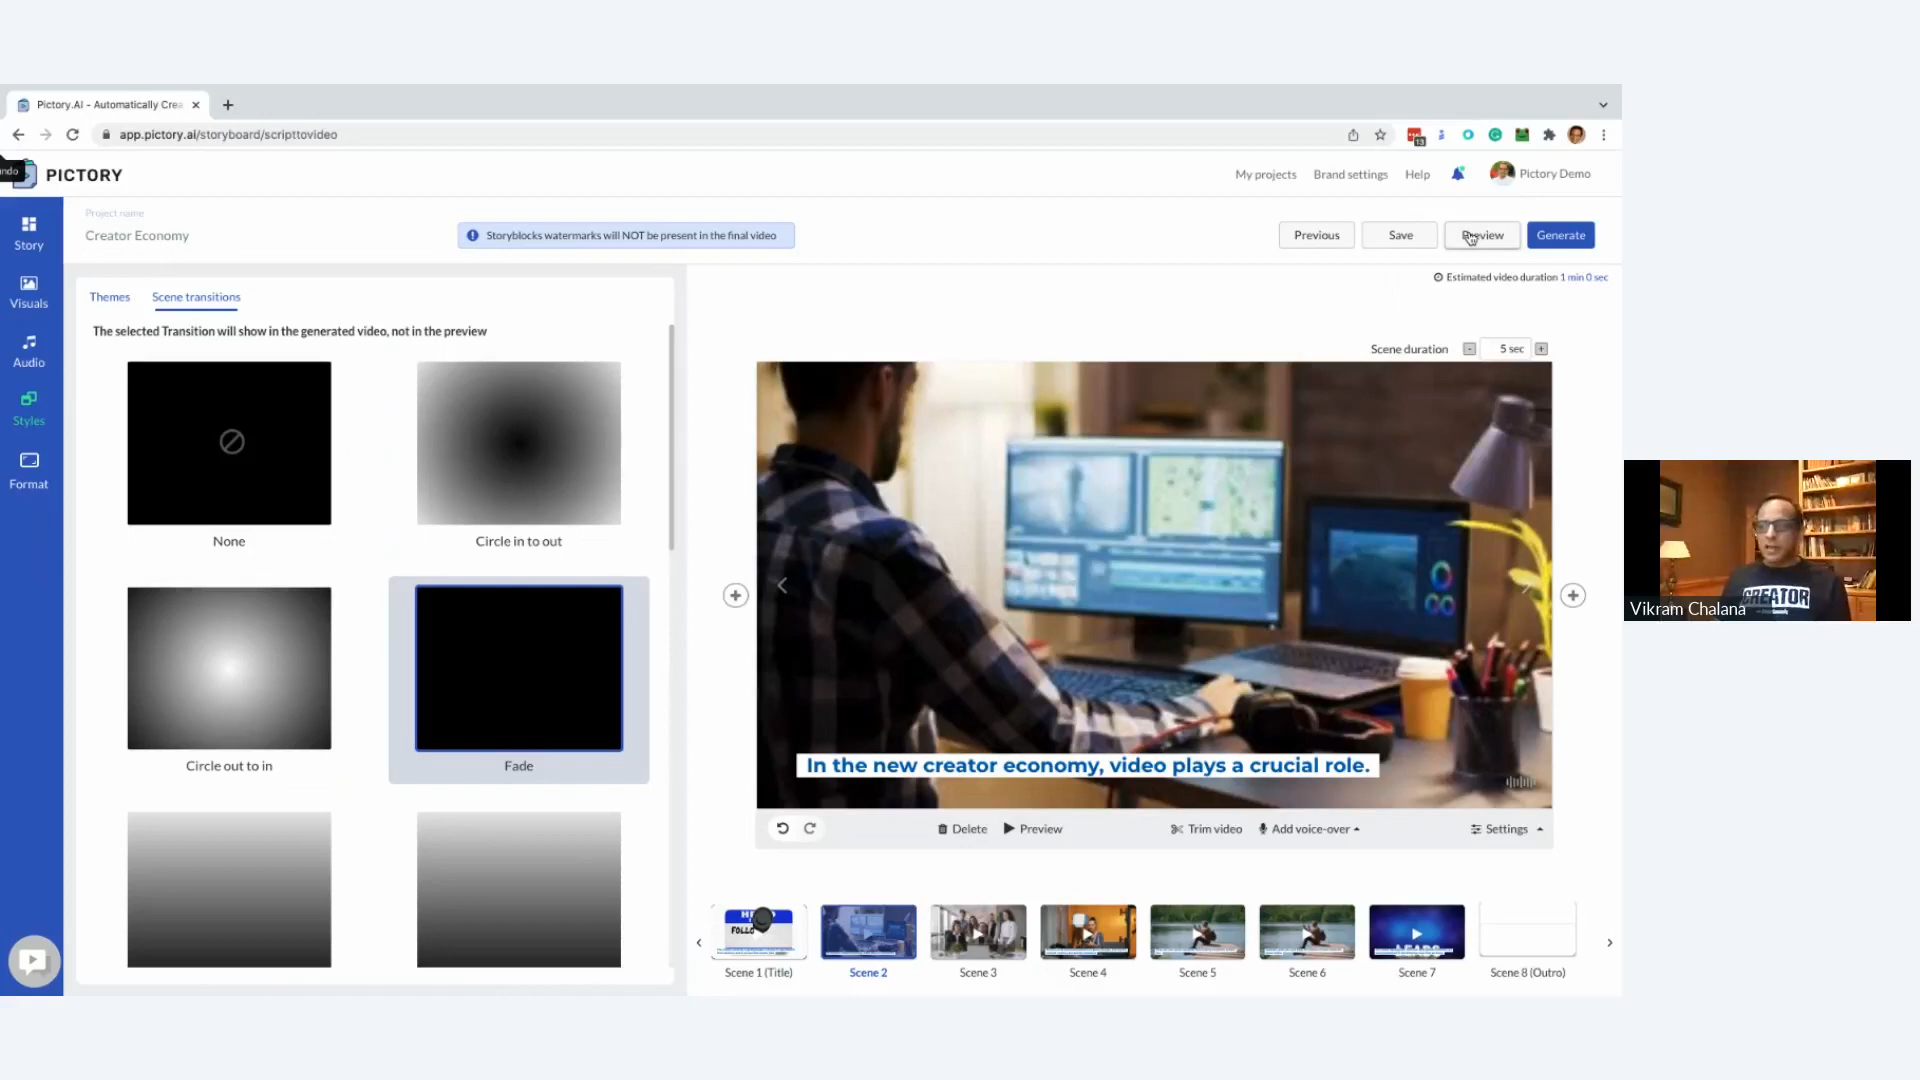 Pictory.AI - Automatically Crea
app.pictory.ai/storyboard/scripttovideo
13
ndo
PICTORY
My projects
Brand settings
Help
Pictory Demo
Project name
Creator Economy
Storyblocks watermarks will NOT be present in the final video
Previous
Save
Preview
Generate
Estimated video duration 1 min 0 sec
Story
Visuals
Audio
Styles
Format
Themes
Scene transitions
The selected Transition will show in the generated video, not in the preview
None
Circle in to out
Circle out to in
Fade
Scene duration
- 5 sec +
In the new creator economy, video plays a crucial role.
Delete
Preview
Trim video
Add voice-over
Settings
FOLLO
Scene 1 (Title)
Scene 2
Scene 3
Scene 4
Scene 5
Scene 6
LEADS
Scene 7
Scene 8 (Outro)
CREATOR
Vikram Chalana